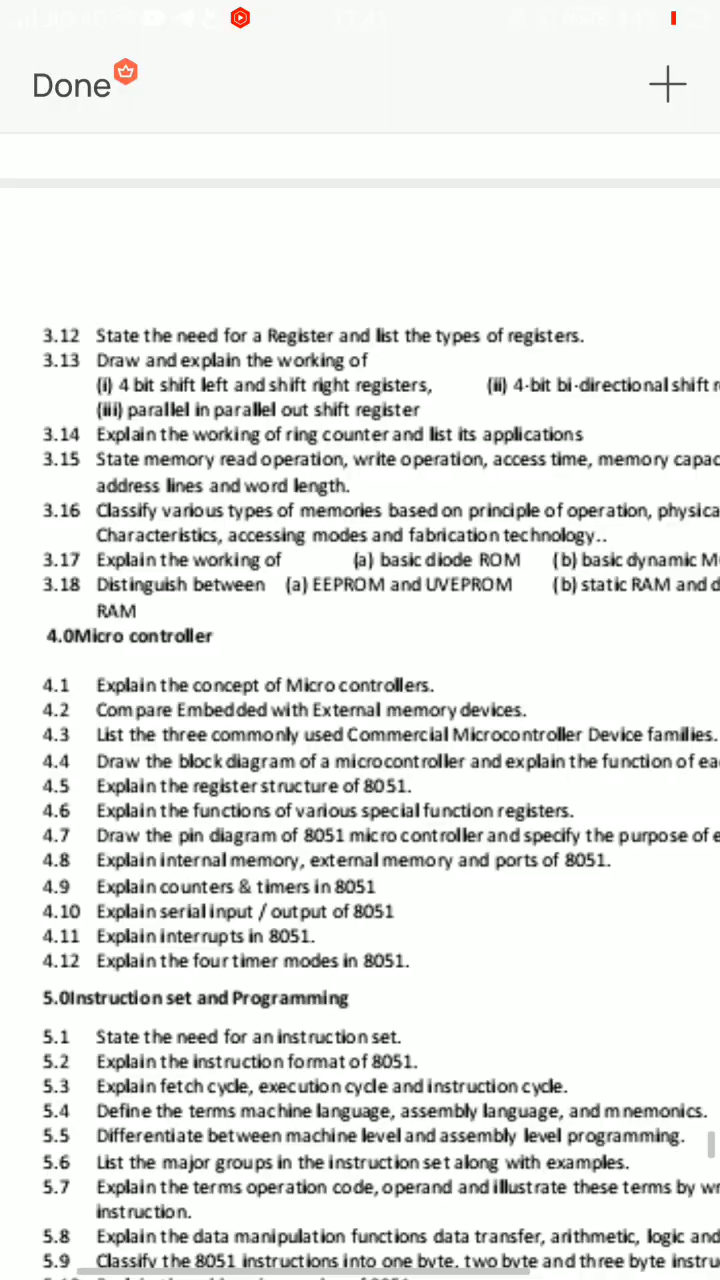 Done
3.12 State the need for a Register and list the types of registers.
3.13 Draw and explain the working of
(i) 4 bit shift left and shift right registers, (ii) 4-bit bi-directional shift r
(iii) parallel in parallel out shift register
3.14 Explain the working of ring counter and list its applications
3.15 State memory read operation, write operation, access time, memory capac
address lines and word length.
3.16 Classify various types of memories based on principle of operation, physica
Characteristics, accessing modes and fabrication technology..
3.17 Explain the working of (a) basic diode ROM (b) basic dynamic M
3.18 Distinguish between (a) EEPROM and UVEPROM (b) static RAM and d
RAM
4.0Micro controller
4.1 Explain the concept of Micro controllers.
4.2 Compare Embedded with External memory devices.
4.3 List the three commonly used Commercial Microcontroller Device families.
4.4 Draw the block diagram of a microcontroller and explain the function of ea
4.5 Explain the register structure of 8051.
4.6 Explain the functions of various special function registers.
4.7 Draw the pin diagram of 8051 micro controller and specify the purpose of e
4.8 Explain internal memory, external memory and ports of 8051.
4.9 Explain counters & timers in 8051
4.10 Explain serial input / output of 8051
4.11 Explain interrupts in 8051.
4.12 Explain the four timer modes in 8051.
5.0Instruction set and Programming
5.1 State the need for an instruction set.
5.2 Explain the instruction format of 8051.
5.3 Explain fetch cycle, execution cycle and instruction cycle.
5.4 Define the terms machine language, assembly language, and mnemonics.
5.5 Differentiate between machine level and assembly level programming.
5.6 List the major groups in the instruction set along with examples.
5.7 Explain the terms operation code, operand and illustrate these terms by wr
instruction.
5.8 Explain the data manipulation functions data transfer, arithmetic, logic and
5.9 Classify the 8051 instructions into one byte, two byte and three byte instru